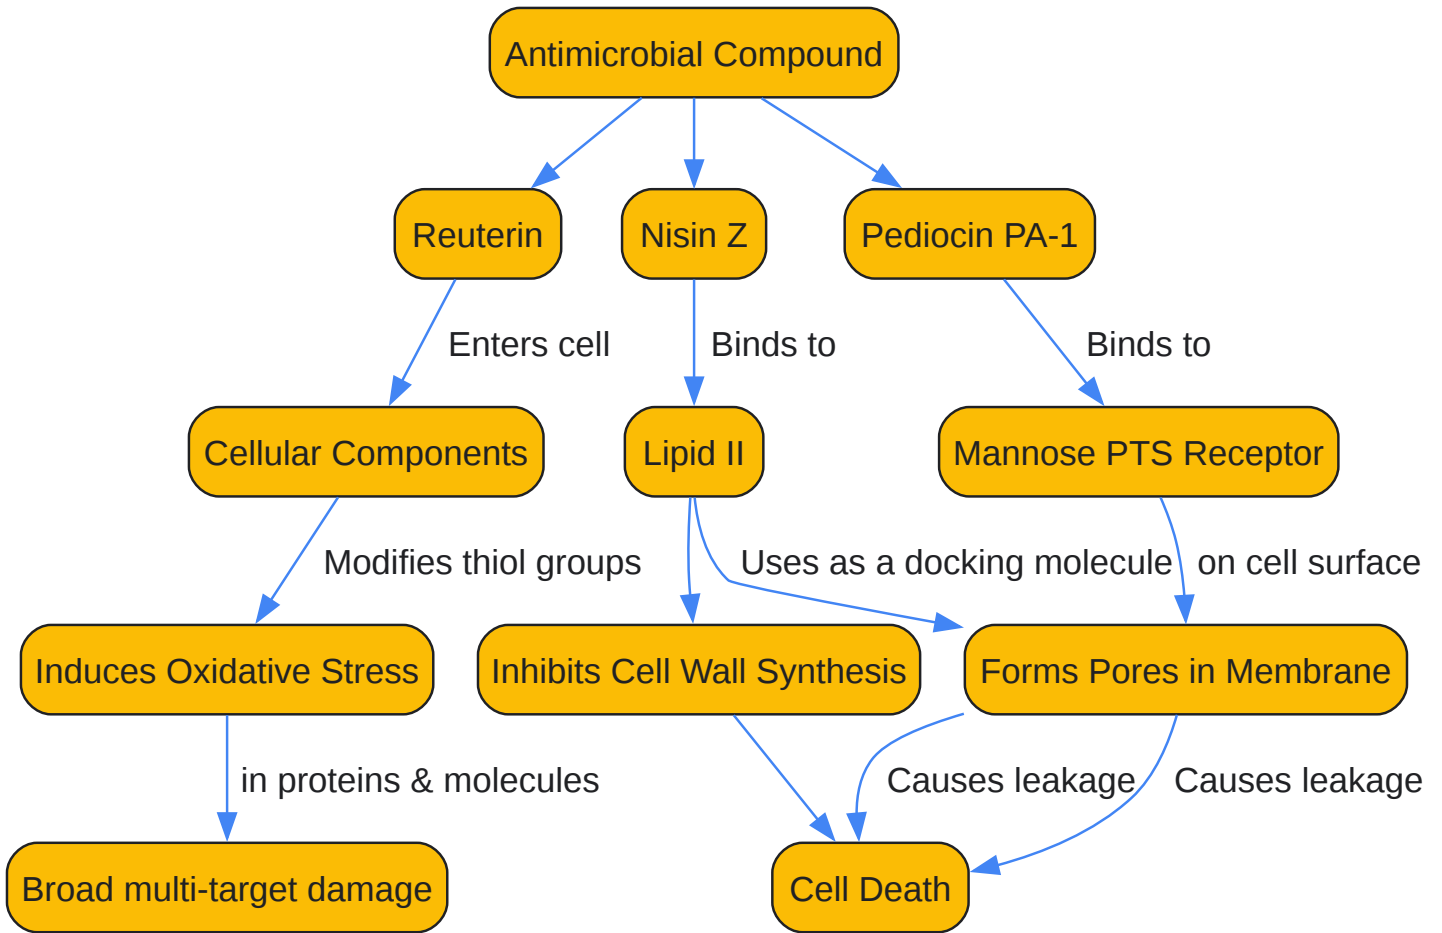 Antimicrobial Compound
Reuterin
Nisin Z
Pediocin PA-1
Enters cell
Binds to
Binds to
Cellular Components
Lipid II
Mannose PTS Receptor
Modifies thiol groups
Uses as a docking molecule
on cell surface
Induces Oxidative Stress
Inhibits Cell Wall Synthesis
Forms Pores in Membrane
in proteins & molecules
Causes leakage
Causes leakage
Broad multi-target damage
Cell Death